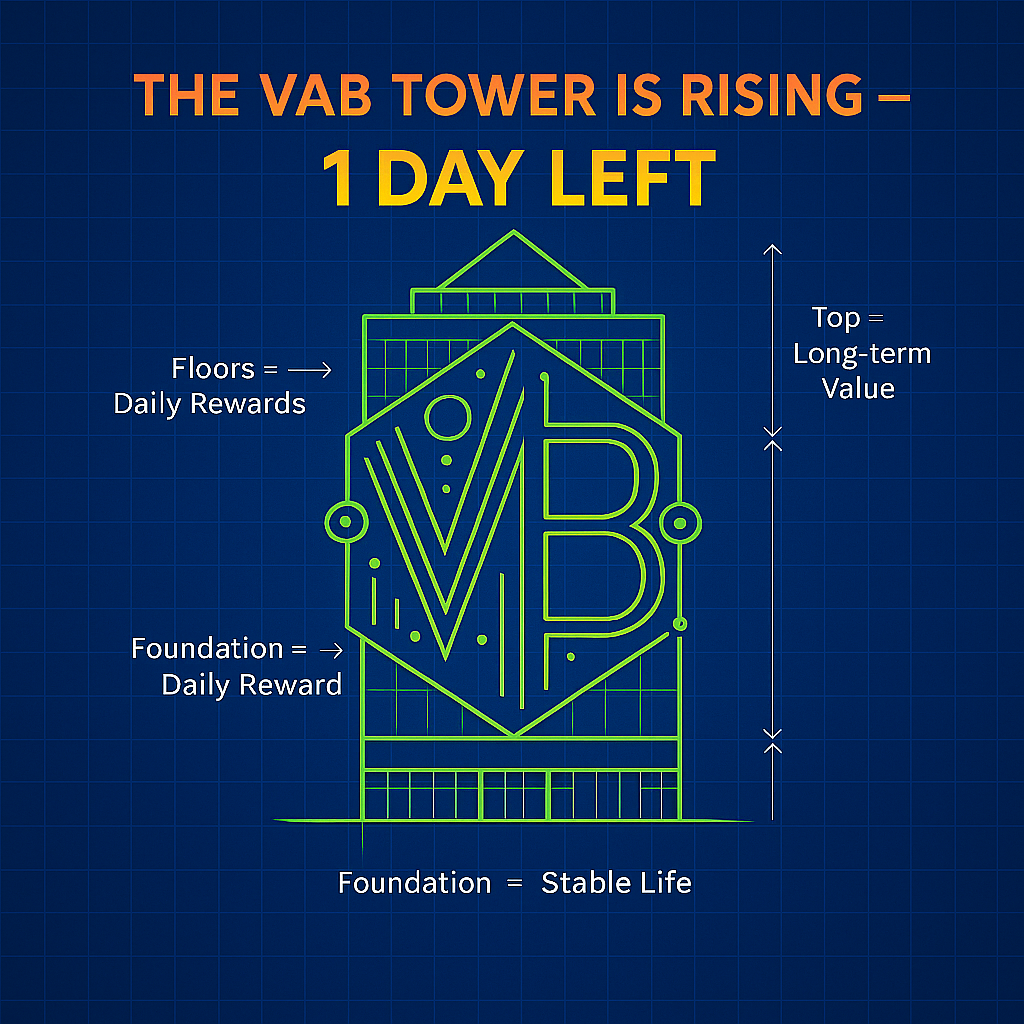 THE VAB TOWER IS RISING –
1 DAY LEFT
Floors = →
Daily Rewards
Top =
Long-term
Value
VB
Foundation = →
Daily Reward
Foundation = Stable Life